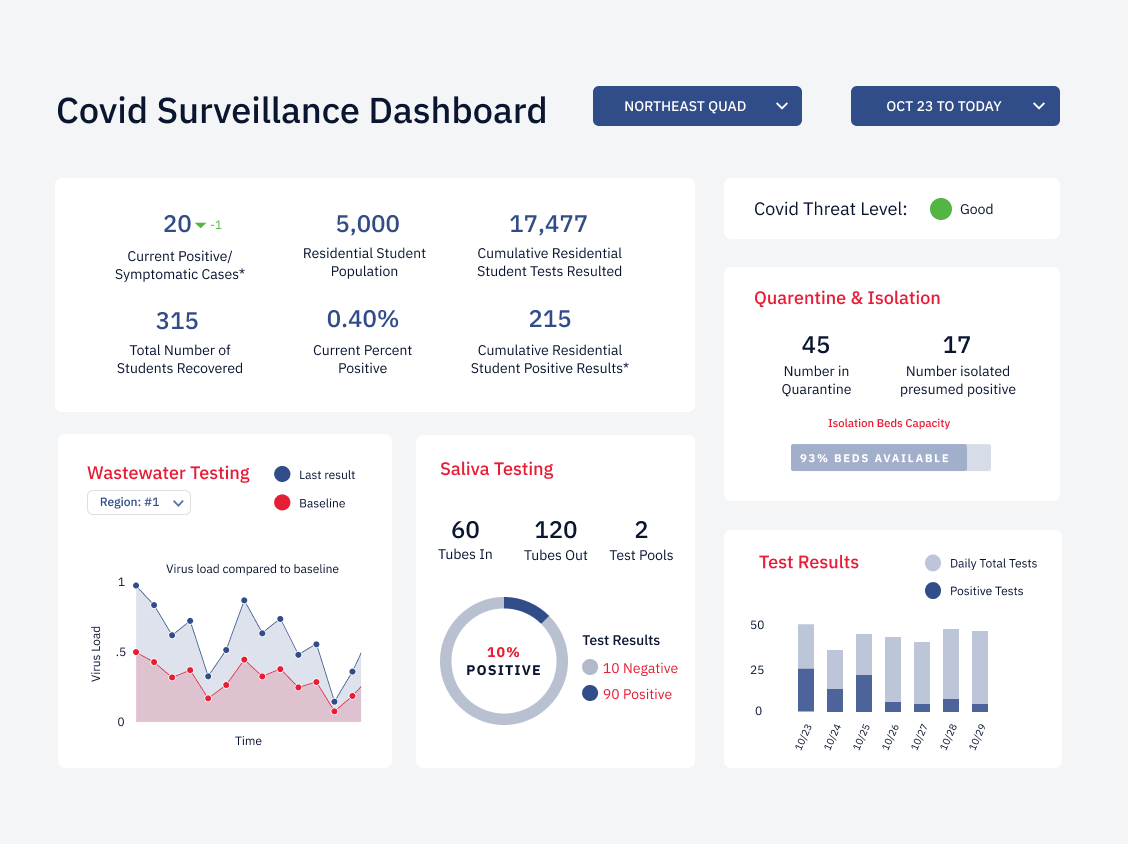 Covid Surveillance Dashboard
NORTHEAST QUAD
OCT 23 TO TODAY
20 -1
Current Positive/
Symptomatic Cases*
5,000
Residential Student
Population
17,477
Cumulative Residential
Student Tests Resulted
315
Total Number of
Students Recovered
0.40%
Current Percent
Positive
215
Cumulative Residential
Student Positive Results*
Covid Threat Level: Good
Quarentine & Isolation
45
Number in
Quarantine
17
Number isolated
presumed positive
Isolation Beds Capacity
93% BEDS AVAILABLE
Wastewater Testing
Region: #1
Last result
Baseline
Virus load compared to baseline
Virus Load
1
.5
0
Time
Saliva Testing
60
Tubes In
120
Tubes Out
2
Test Pools
10%
POSITIVE
Test Results
10 Negative
90 Positive
Test Results
Daily Total Tests
Positive Tests
50
25
0
10/23
10/24
10/25
10/26
10/27
10/28
10/29